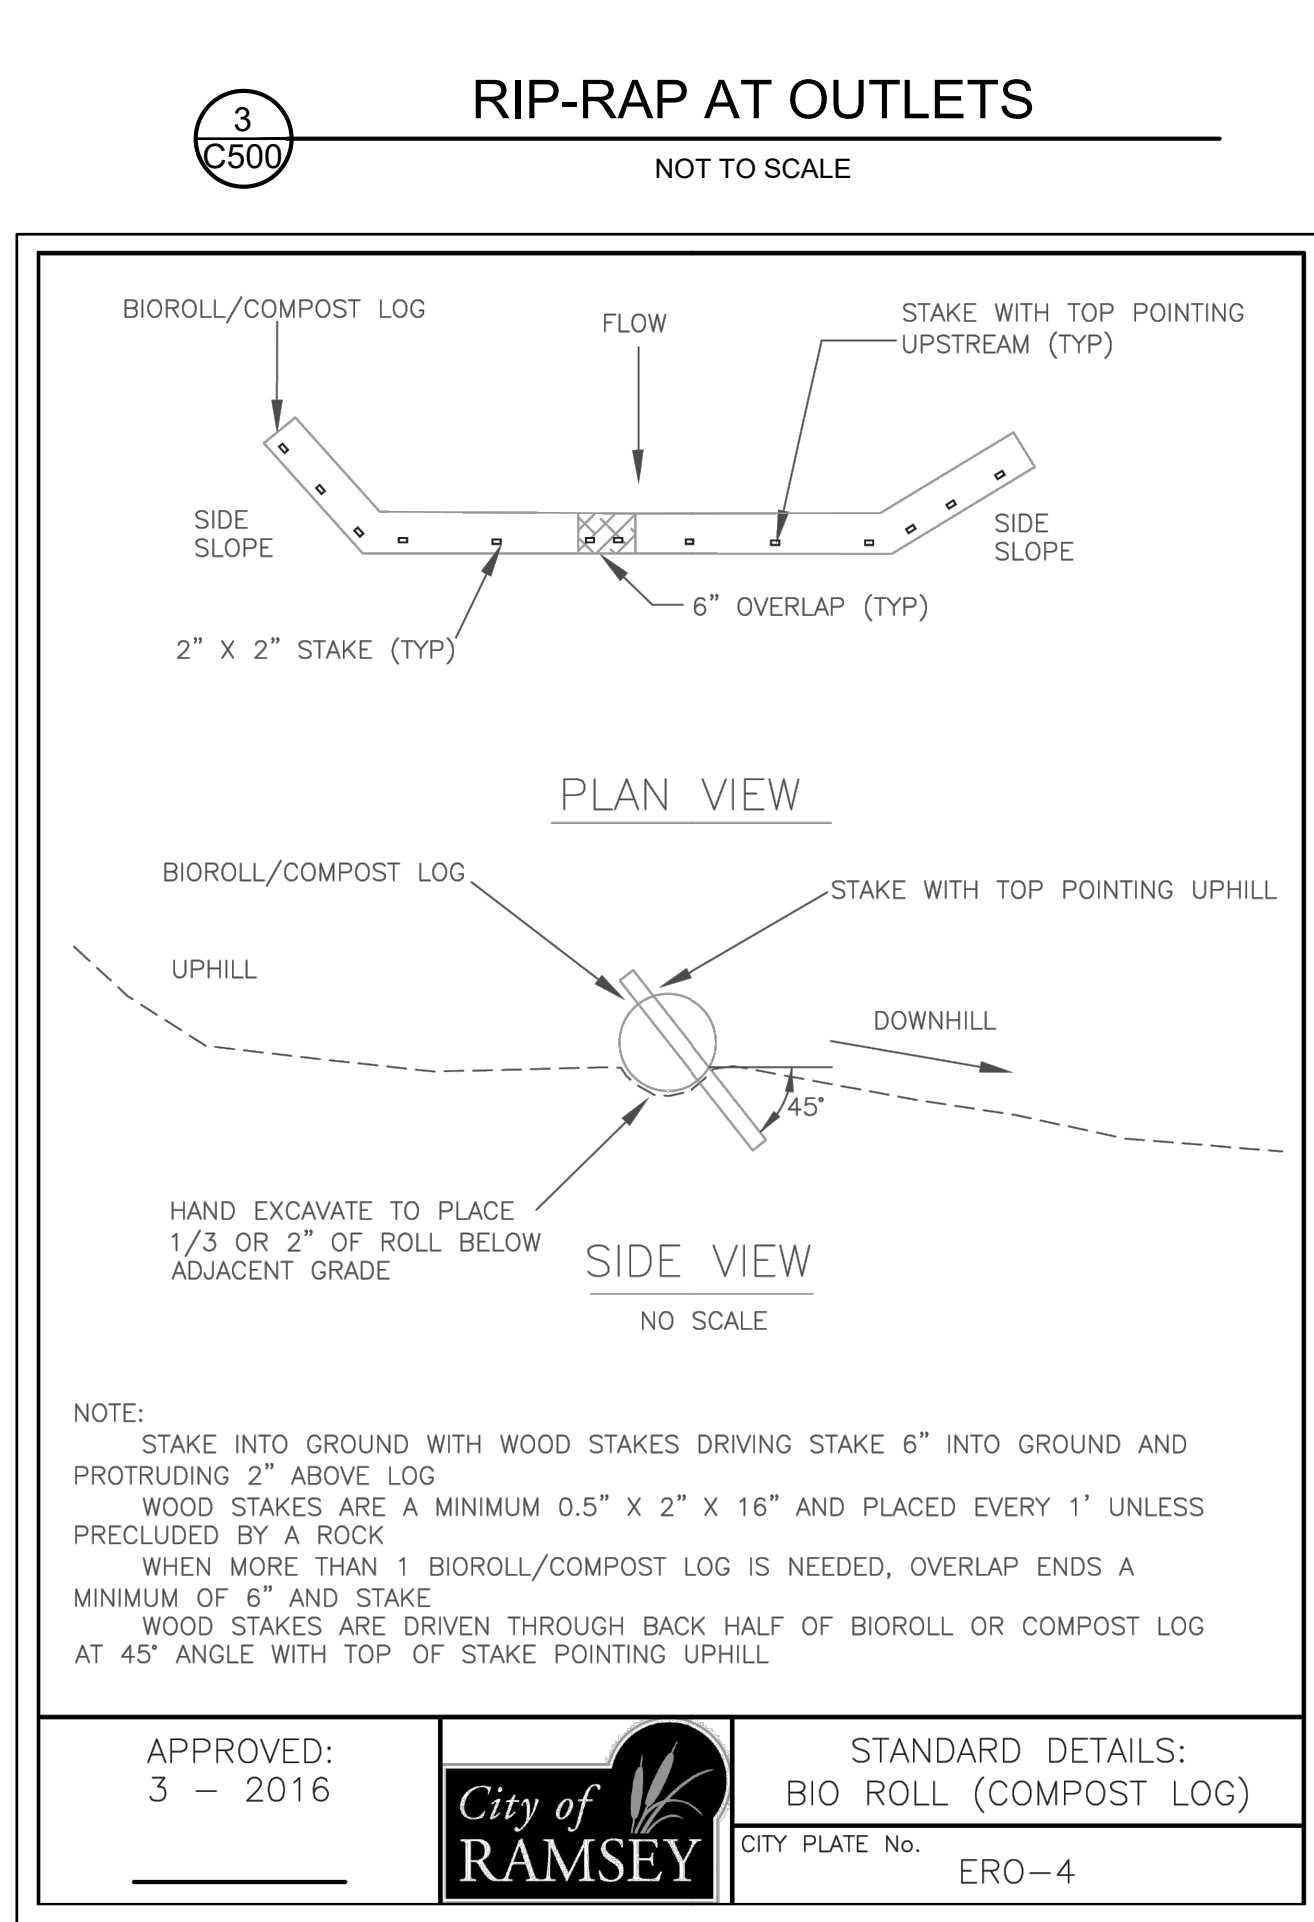 RIP-RAP AT OUTLETS
3
C500
NOT TO SCALE
BIOROLL/COMPOST LOG
FLOW
STAKE WITH TOP POINTING
UPSTREAM (TYP)
SIDE
SLOPE
SIDE
SLOPE
6” OVERLAP (TYP)
2” X 2” STAKE (TYP)
PLAN VIEW
BIOROLL/COMPOST LOG
STAKE WITH TOP POINTING UPHILL
UPHILL
DOWNHILL
45°
HAND EXCAVATE TO PLACE
1/3 OR 2” OF ROLL BELOW
ADJACENT GRADE
SIDE VIEW
NO SCALE
NOTE:
STAKE INTO GROUND WITH WOOD STAKES DRIVING STAKE 6” INTO GROUND AND
PROTRUDING 2” ABOVE LOG
WOOD STAKES ARE A MINIMUM 0.5” X 2” X 16” AND PLACED EVERY 1’ UNLESS
PRECLUDED BY A ROCK
WHEN MORE THAN 1 BIOROLL/COMPOST LOG IS NEEDED, OVERLAP ENDS A
MINIMUM OF 6” AND STAKE
WOOD STAKES ARE DRIVEN THROUGH BACK HALF OF BIOROLL OR COMPOST LOG
AT 45° ANGLE WITH TOP OF STAKE POINTING UPHILL
APPROVED:
3 – 2016
City of
RAMSEY
STANDARD DETAILS:
BIO ROLL (COMPOST LOG)
CITY PLATE No.
ERO–4